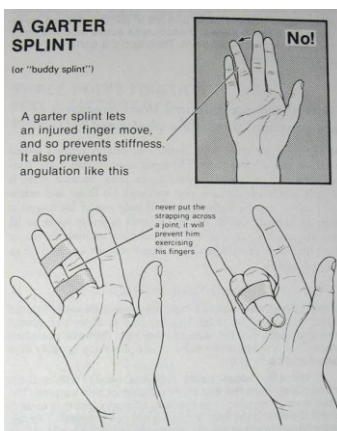 A GARTER
SPLINT
(or "buddy splint")
No!
A garter splint lets
an injured finger move,
and so prevents stiffness.
It also prevents
angulation like this
never put the
strapping across
a joint, it will
prevent him
exercising
his fingers